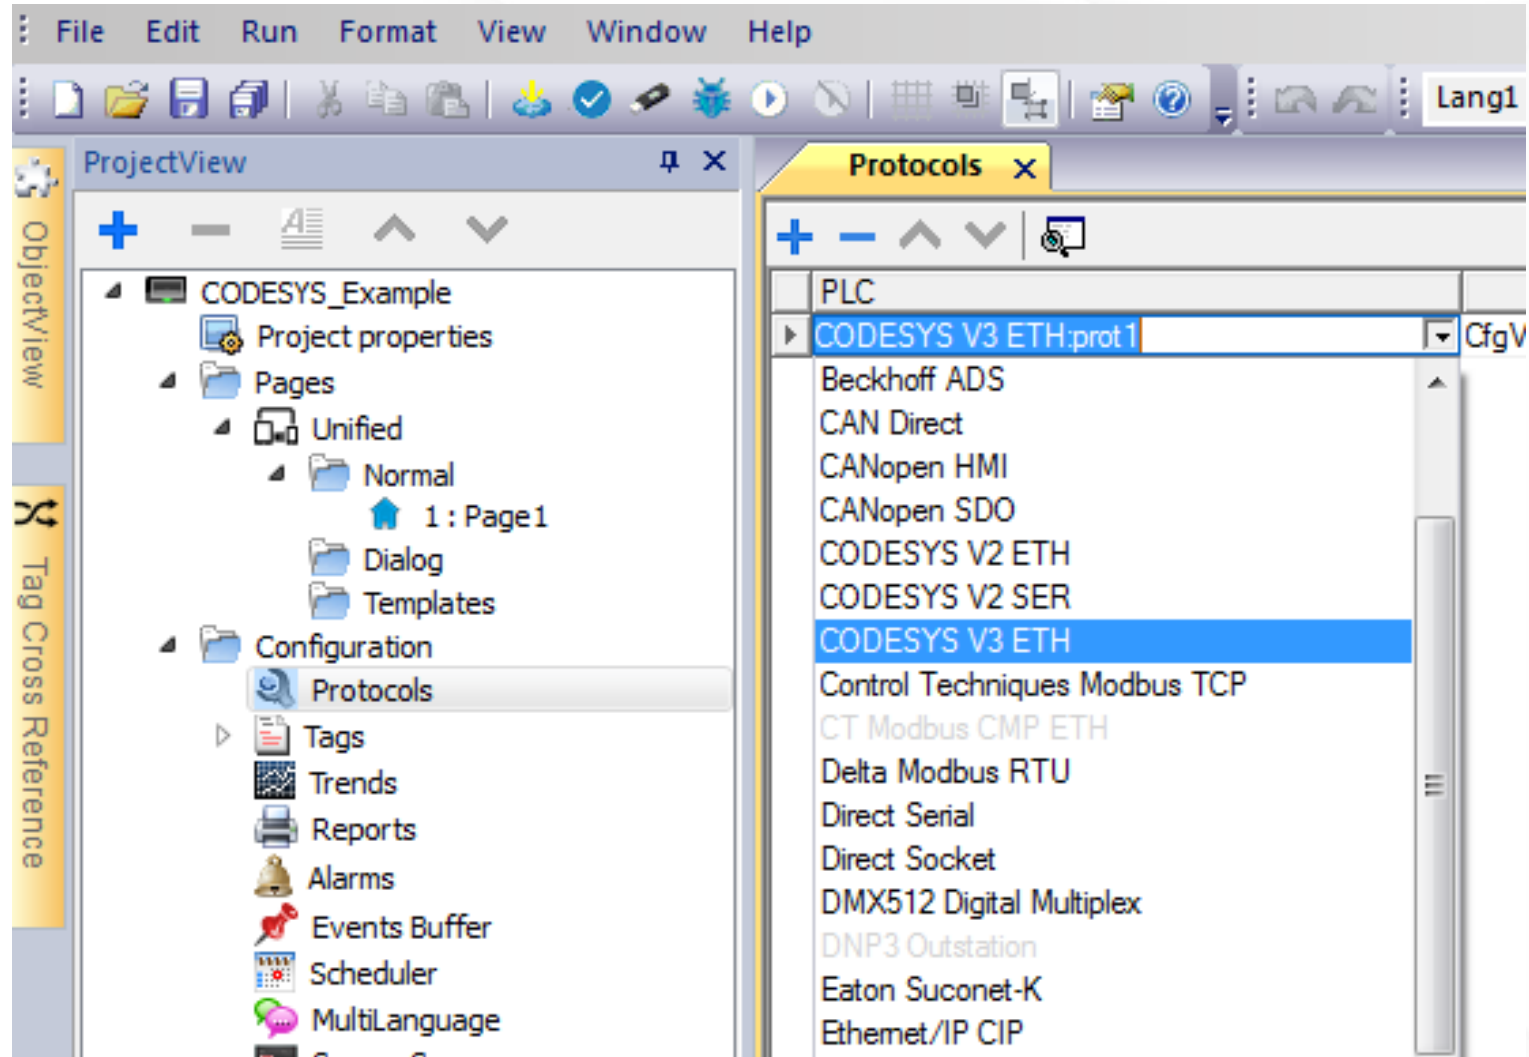 File Edit Run Format View Window Help
Lang1
ObjectView
Tag Cross Reference
ProjectView
CODESYS_Example
Project properties
Pages
Unified
Normal
1 : Page1
Dialog
Templates
Configuration
Protocols
Tags
Trends
Reports
Alarms
Events Buffer
Scheduler
MultiLanguage
Protocols
PLC
CODESYS V3 ETH:prot1
CfgV
Beckhoff ADS
CAN Direct
CANopen HMI
CANopen SDO
CODESYS V2 ETH
CODESYS V2 SER
CODESYS V3 ETH
Control Techniques Modbus TCP
CT Modbus CMP ETH
Delta Modbus RTU
Direct Serial
Direct Socket
DMX512 Digital Multiplex
DNP3 Outstation
Eaton Suconet-K
Ethernet/IP CIP